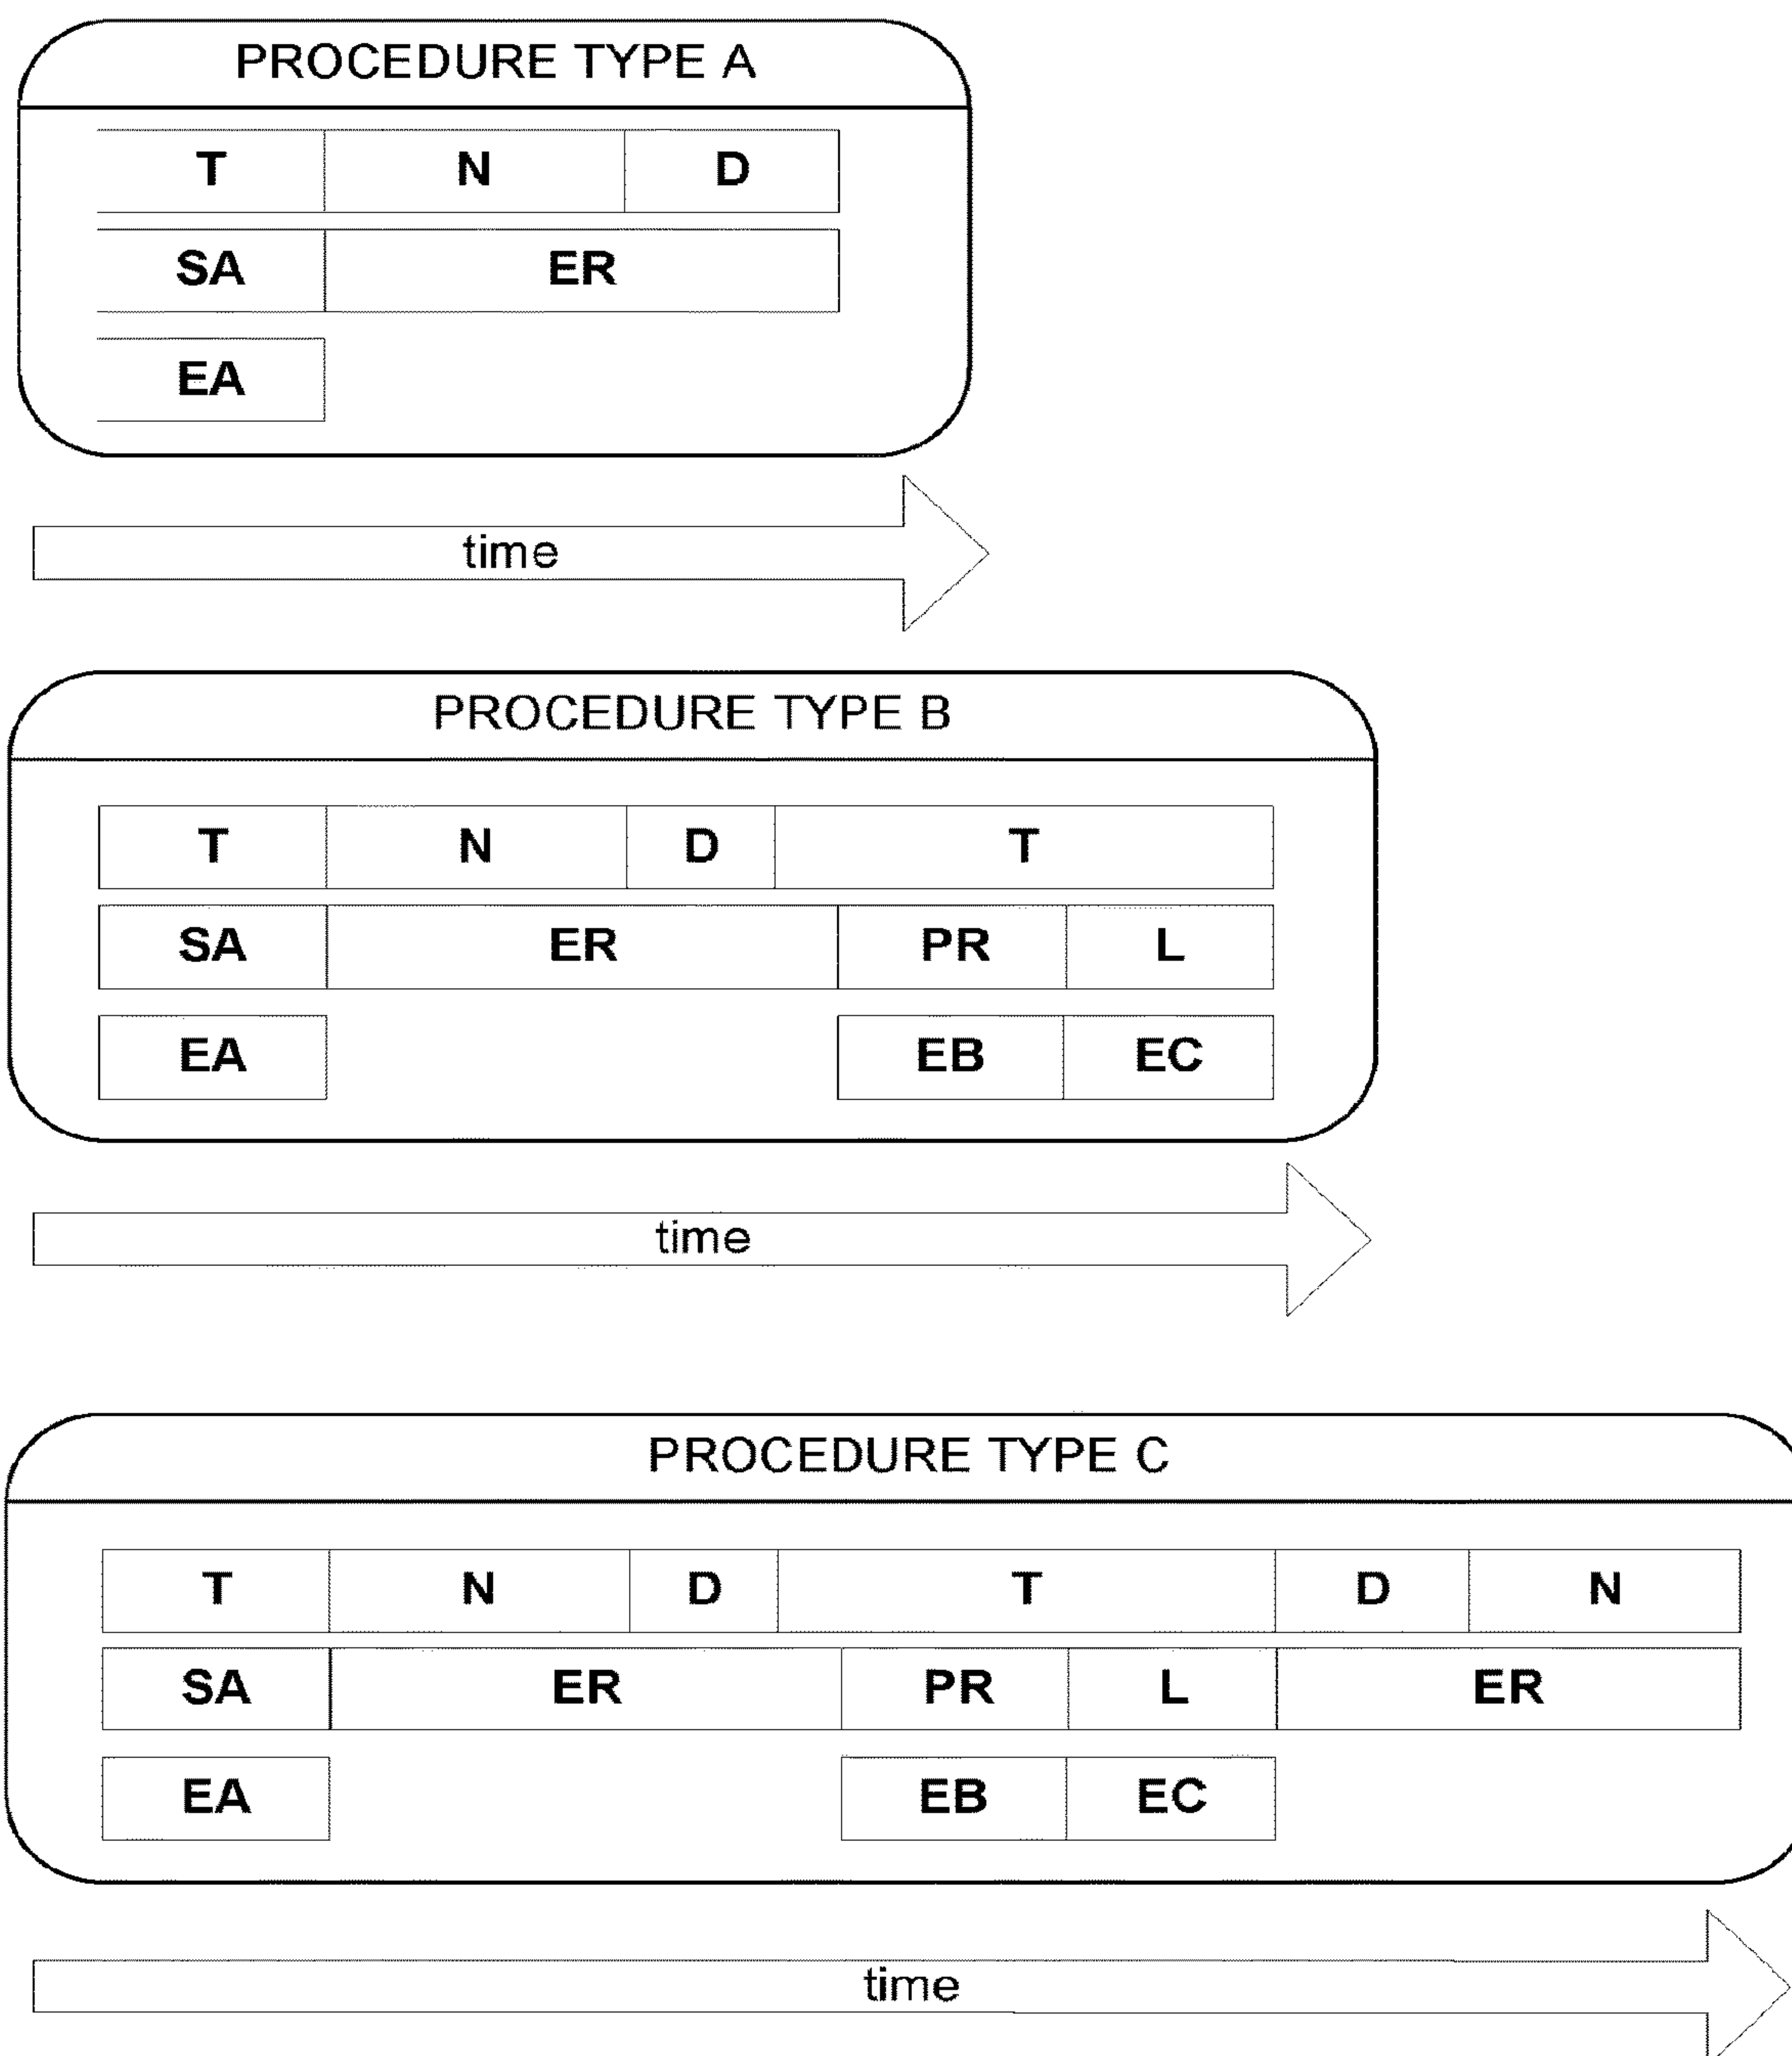 PROCEDURE TYPE A
T N D
SA ER
EA
time
PROCEDURE TYPE B
T N D T
SA ER PR L
EA EB EC
time
PROCEDURE TYPE C
T N D T D N
SA ER PR L ER
EA EB EC
time